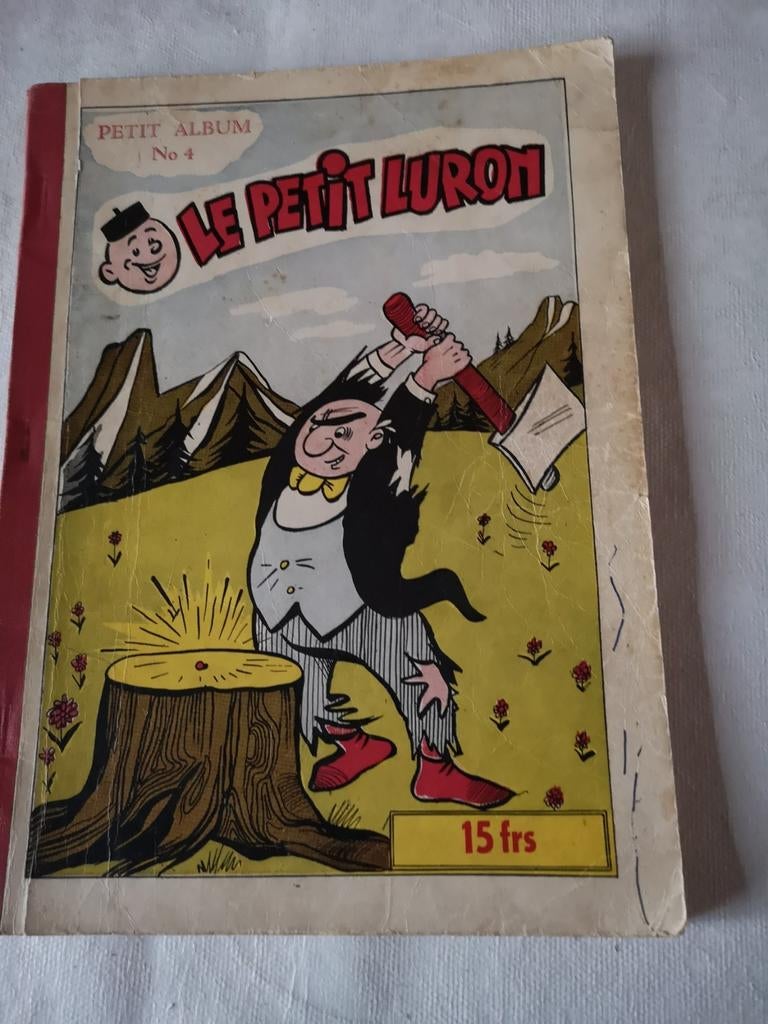 PETIT ALBUM
No 4
LE PETIT LURON
15 frs